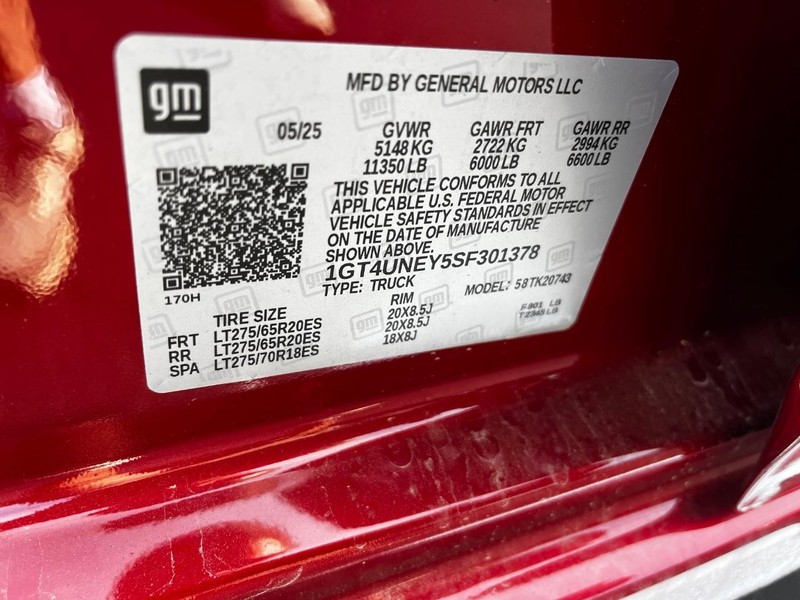 gm
MFD BY GENERAL MOTORS LLC
05/25 GVWR GAWR FRT GAWR RR
5148 KG 2722 KG 2994 KG
11350 LB 6000 LB 6600 LB
THIS VEHICLE CONFORMS TO ALL
APPLICABLE U.S. FEDERAL MOTOR
VEHICLE SAFETY STANDARDS IN EFFECT
ON THE DATE OF MANUFACTURE
SHOWN ABOVE.
1GT4UNEY5SF301378
170H
TYPE: TRUCK MODEL: 58TK20743
TIRE SIZE RIM
FRT LT275/65R20ES 20X8.5J
RR LT275/65R20ES 20X8.5J
SPA LT275/70R18ES 18X8J
LB
T2345 LB